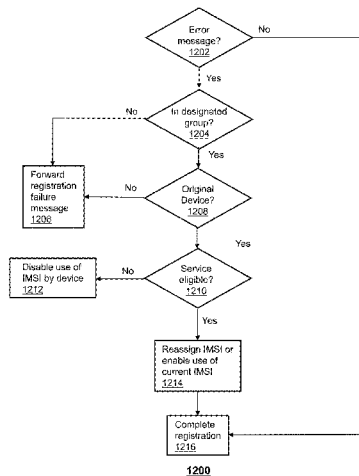 Error
message?
1202
No
Yes
In designated
group?
1204
No
Yes
Forward
registration
failure
message
1206
No
Original
Device?
1208
Yes
Disable use of
IMSI by device
1212
No
Service
eligible?
1210
Yes
Reassign IMSI or
enable use of
current IMSI
1214
Complete
registration
1216
1200